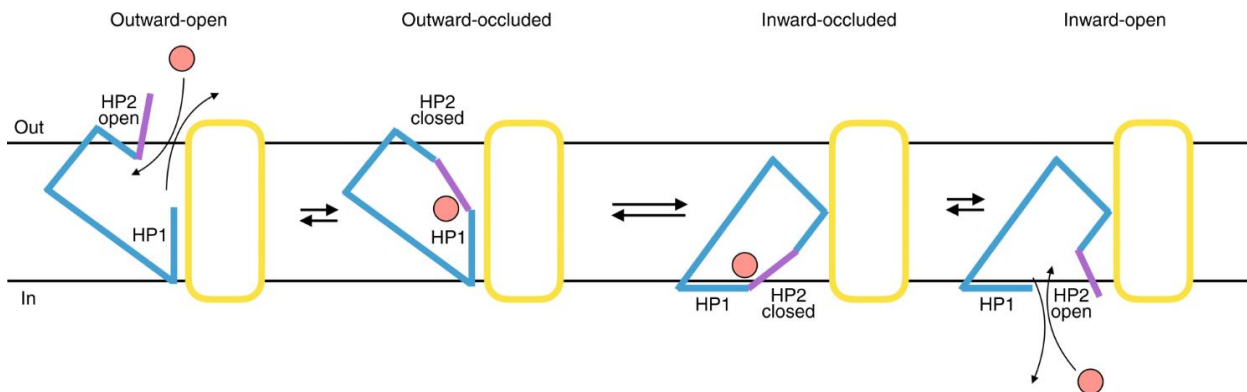 Outward-open
Outward-occluded
Inward-occluded
Inward-open
HP2
open
HP2
closed
Out
HP1
HP1
In
HP1
HP2
closed
HP1
HP2
open